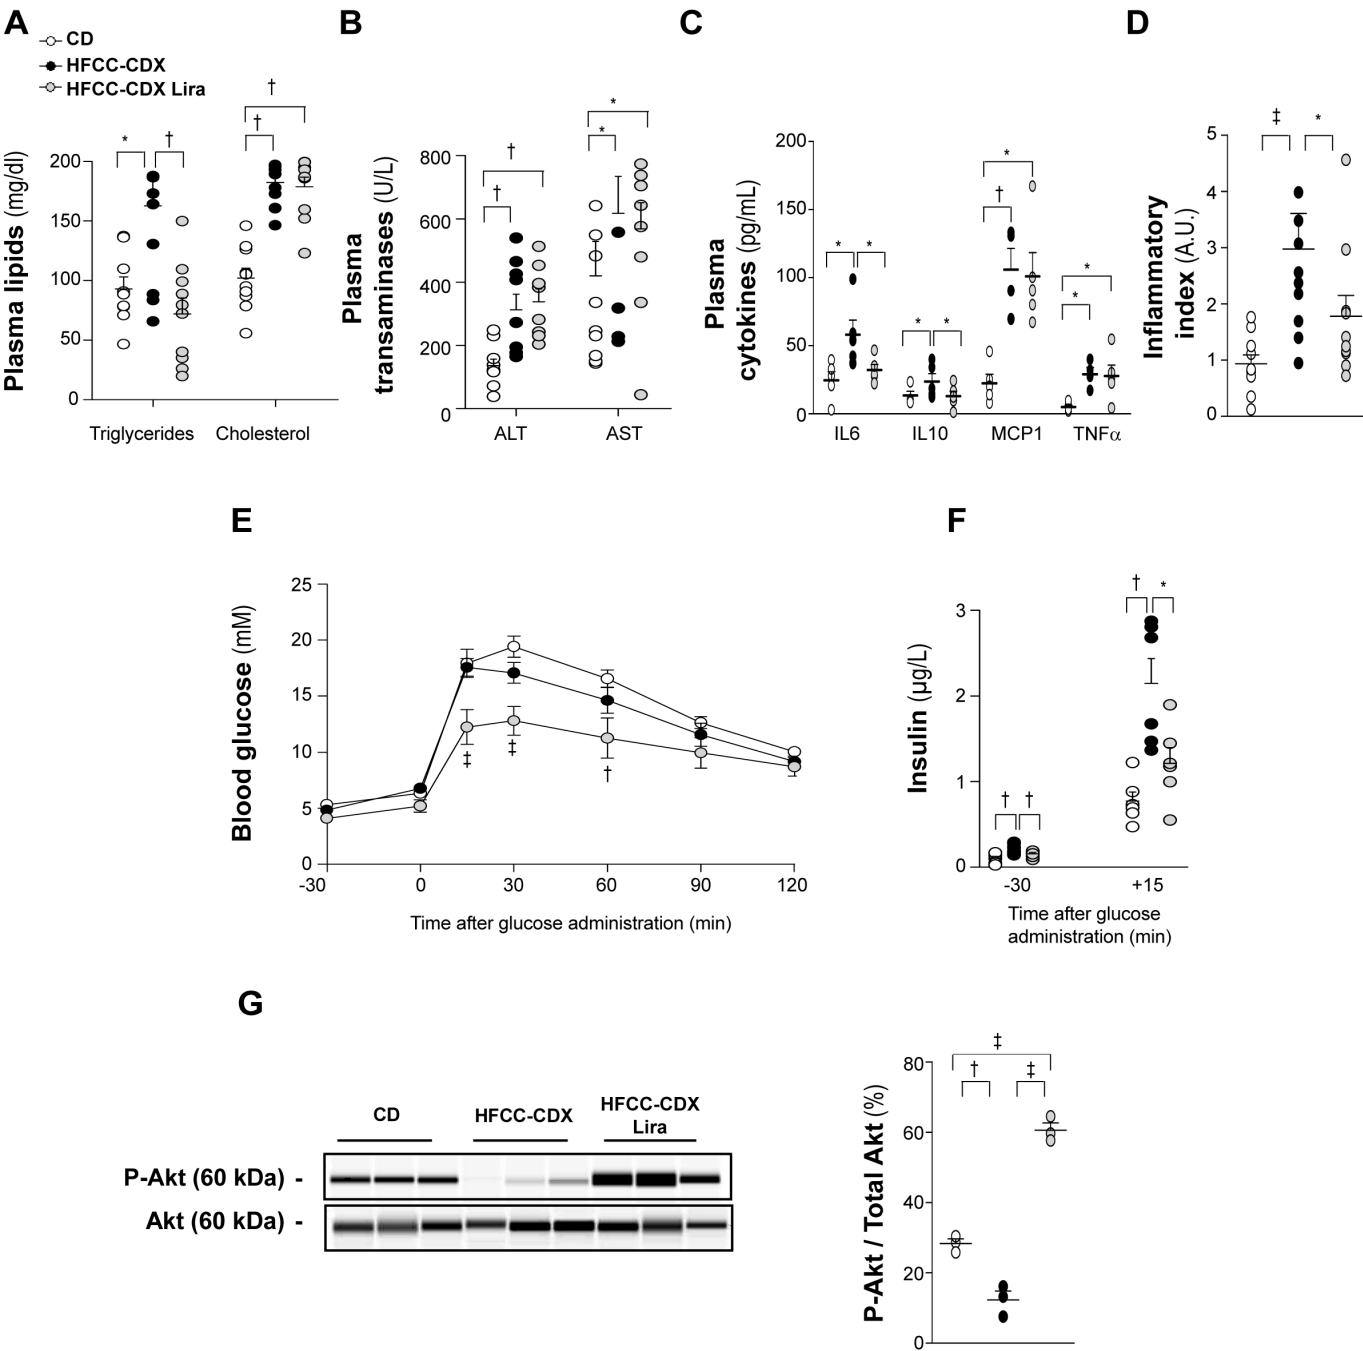 A
CD
HFCC-CDX
HFCC-CDX Lira
†
†
*
†
Plasma lipids (mg/dl)
200
150
100
50
0
Triglycerides
Cholesterol
B
*
*
†
†
Plasma
transaminases (U/L)
800
600
400
200
0
ALT
AST
C
*
†
*
*
*
*
*
*
Plasma
cytokines (pg/mL)
200
150
100
50
0
IL6
IL10
MCP1
TNFα
D
‡
*
Inflammatory
index (A.U.)
5
4
3
2
1
0
E
Blood glucose (mM)
25
20
15
10
5
0
‡
‡
†
-30
0
30
60
90
120
Time after glucose administration (min)
F
†
*
†
†
Insulin (µg/L)
3
2
1
0
-30
+15
Time after glucose
administration (min)
G
CD
HFCC-CDX
HFCC-CDX
Lira
P-Akt (60 kDa) -
Akt (60 kDa) -
‡
†
‡
P-Akt / Total Akt (%)
80
60
40
20
0